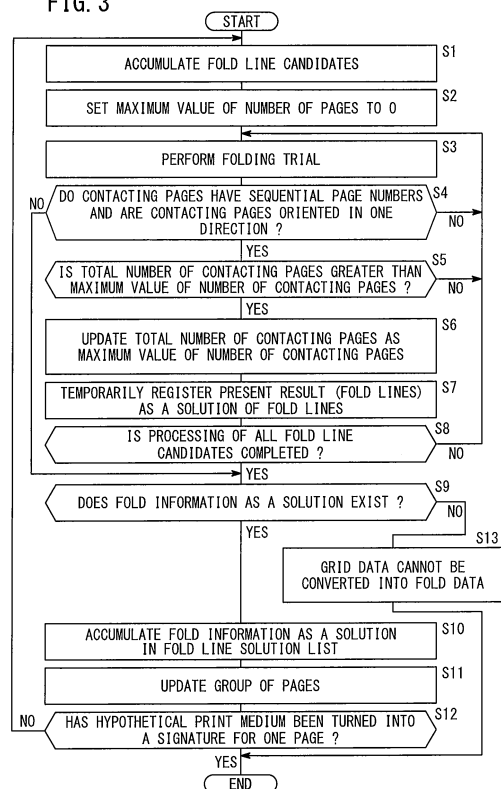 FIG. 3
START
S1
ACCUMULATE FOLD LINE CANDIDATES
S2
SET MAXIMUM VALUE OF NUMBER OF PAGES TO 0
S3
PERFORM FOLDING TRIAL
S4
NO
DO CONTACTING PAGES HAVE SEQUENTIAL PAGE NUMBERS
AND ARE CONTACTING PAGES ORIENTED IN ONE
DIRECTION ?
NO
YES
S5
IS TOTAL NUMBER OF CONTACTING PAGES GREATER THAN
MAXIMUM VALUE OF NUMBER OF CONTACTING PAGES ?
NO
YES
S6
UPDATE TOTAL NUMBER OF CONTACTING PAGES AS
MAXIMUM VALUE OF NUMBER OF CONTACTING PAGES
S7
TEMPORARILY REGISTER PRESENT RESULT (FOLD LINES)
AS A SOLUTION OF FOLD LINES
S8
IS PROCESSING OF ALL FOLD LINE
CANDIDATES COMPLETED ?
NO
YES
S9
DOES FOLD INFORMATION AS A SOLUTION EXIST ?
NO
YES
S13
GRID DATA CANNOT BE
CONVERTED INTO FOLD DATA
S10
ACCUMULATE FOLD INFORMATION AS A SOLUTION
IN FOLD LINE SOLUTION LIST
S11
UPDATE GROUP OF PAGES
S12
NO
HAS HYPOTHETICAL PRINT MEDIUM BEEN TURNED INTO
A SIGNATURE FOR ONE PAGE ?
YES
END